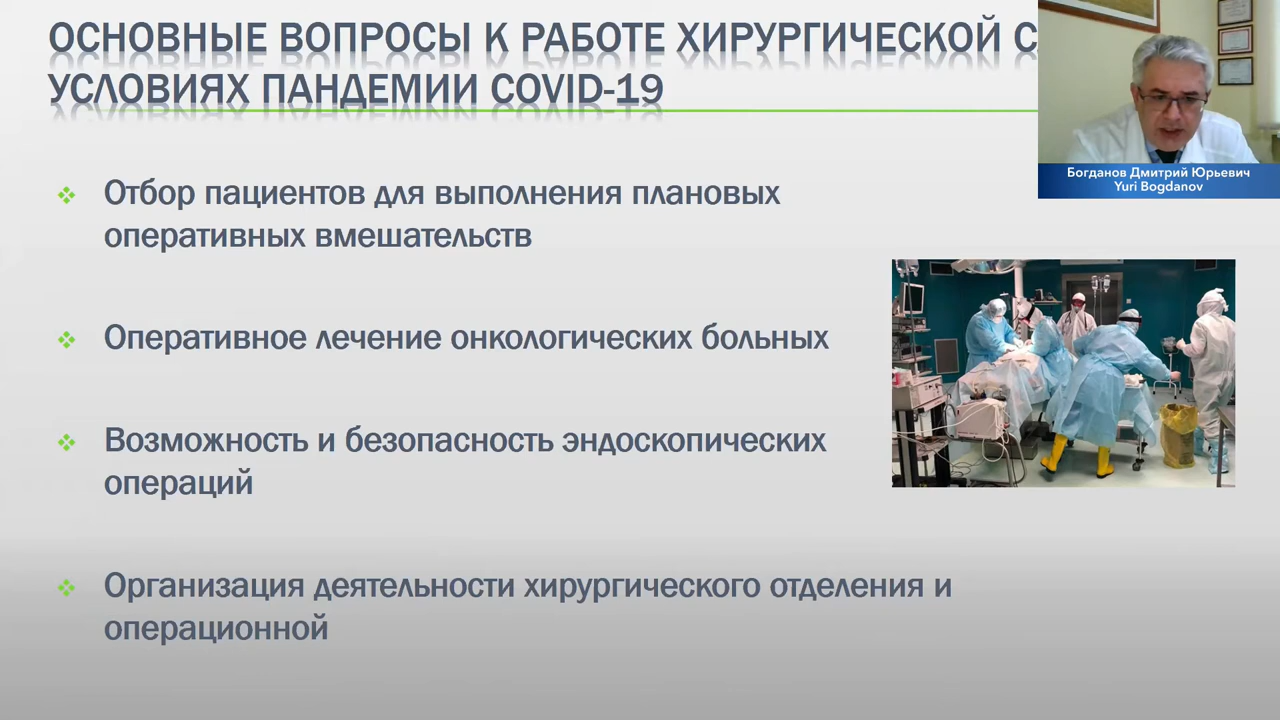 ОСНОВНЫЕ ВОПРОСЫ К РАБОТЕ ХИРУРГИЧЕСКОЙ
УСЛОВИЯХ ПАНДЕМИИ COVID-19
Богданов Дмитрий Юрьевич
Yuri Bogdanov
Отбор пациентов для выполнения плановых
оперативных вмешательств
Оперативное лечение онкологических больных
Возможность и безопасность эндоскопических
операций
Организация деятельности хирургического отделения и
операционной